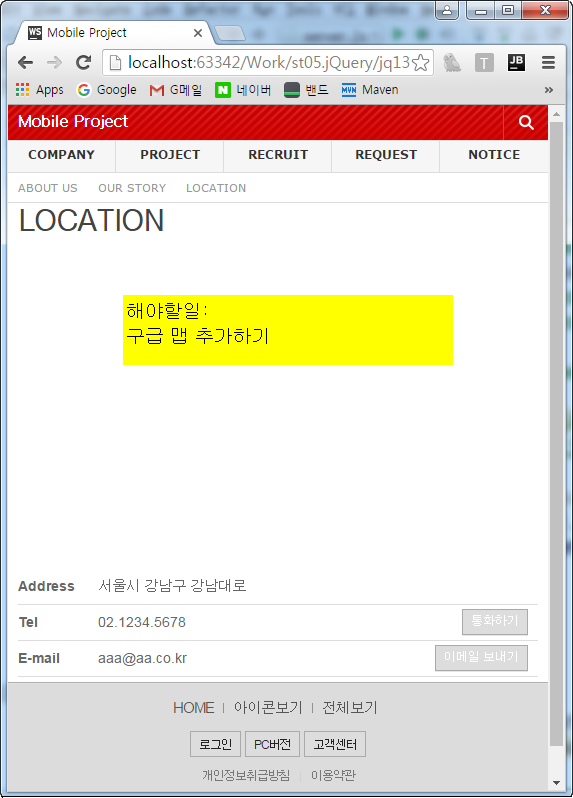 Mobile Project
localhost:63342/Work/st05.jQuery/jq13
Apps Google G메일 네이버 밴드 Maven »
Mobile Project
COMPANY PROJECT RECRUIT REQUEST NOTICE
ABOUT US OUR STORY LOCATION
LOCATION
해야할일:
구급 맵 추가하기
Address 서울시 강남구 강남대로
Tel 02.1234.5678 통화하기
E-mail aaa@aa.co.kr 이메일 보내기
HOME | 아이콘보기 | 전체보기
로그인 PC버전 고객센터
개인정보취급방침 | 이용약관